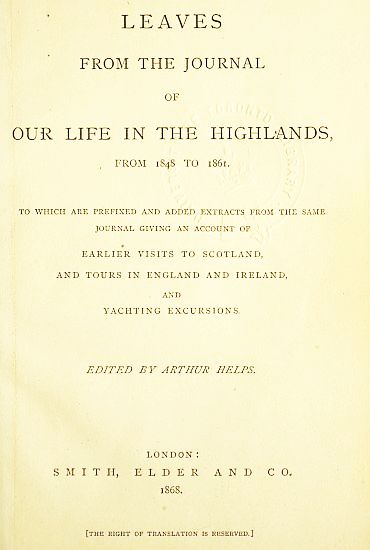 LEAVES
FROM THE JOURNAL
OF
OUR LIFE IN THE HIGHLANDS,
FROM 1848 TO 1861.
TO WHICH ARE PREFIXED AND ADDED EXTRACTS FROM THE SAME
JOURNAL GIVING AN ACCOUNT OF
EARLIER VISITS TO SCOTLAND,
AND TOURS IN ENGLAND AND IRELAND,
AND
YACHTING EXCURSIONS.
EDITED BY ARTHUR HELPS.
LONDON:
SMITH, ELDER AND CO.
1868.
[THE RIGHT OF TRANSLATION IS RESERVED.]